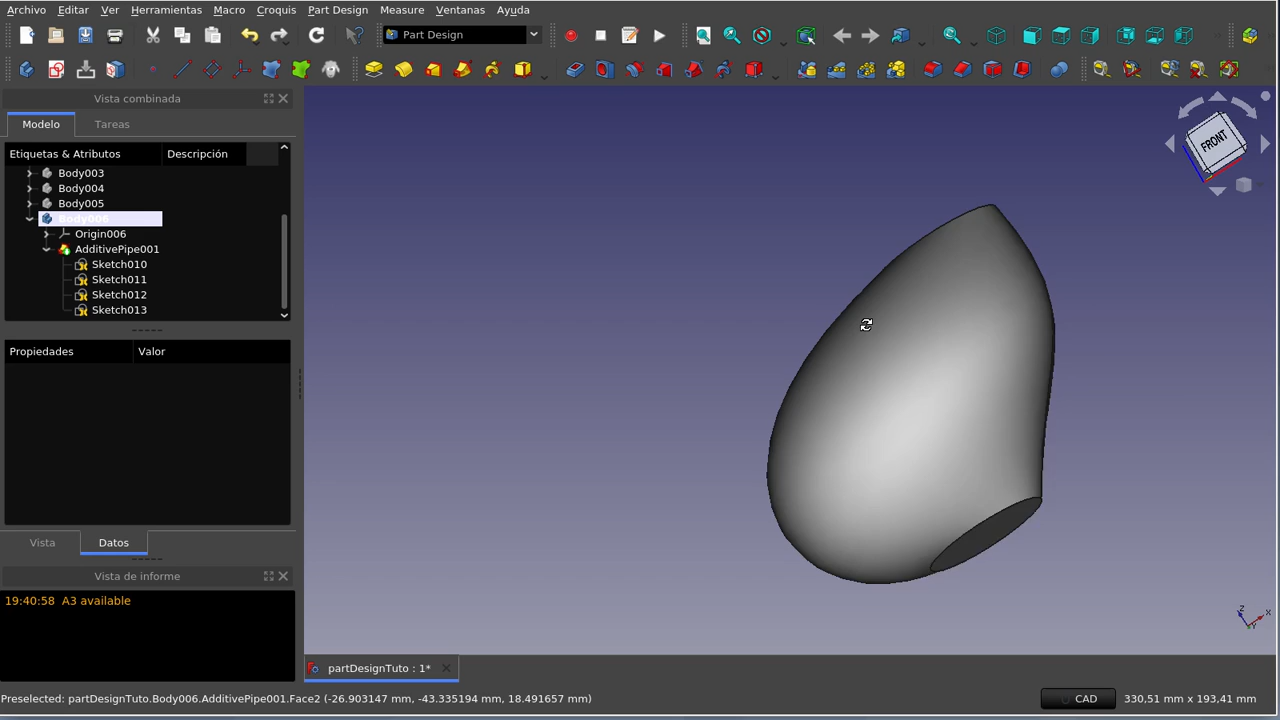 Archivo Editar Ver Herramientas Macro Croquis Part Design Measure Ventanas Ayuda
Part Design
Vista combinada
Modelo Tareas
Etiquetas & Atributos Descripción
Body003
Body004
Body005
Body006
Origin006
AdditivePipe001
Sketch010
Sketch011
Sketch012
Sketch013
Propiedades Valor
Vista Datos
Vista de informe
19:40:58 A3 available
FRONT
Z X Y
partDesignTuto : 1*
Preselected: partDesignTuto.Body006.AdditivePipe001.Face2 (-26.903147 mm, -43.335194 mm, 18.491657 mm)
CAD 330,51 mm x 193,41 mm